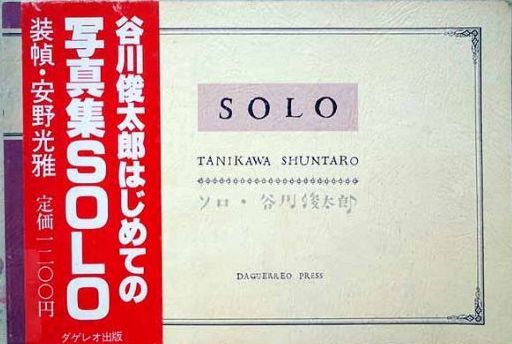 谷川俊太郎はじめての
写真集SOLO
装幀・安野光雅 定価一二〇〇円
ダゲレオ出版
SOLO
TANIKAWA SHUNTARO
ソロ・谷川俊太郎
DAGUERREO PRESS